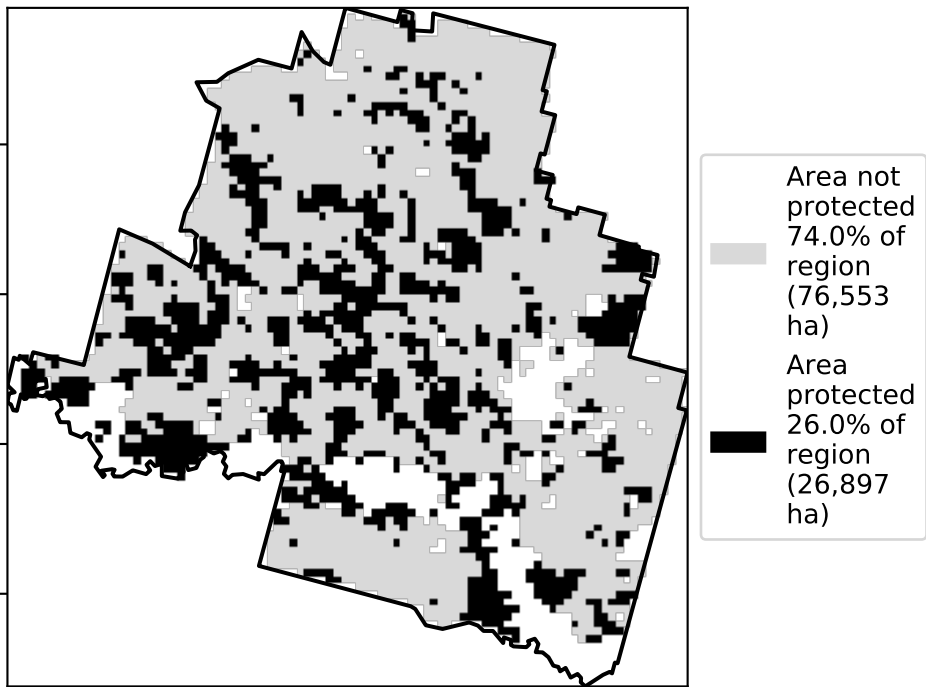 Area not
protected
74.0% of
region
(76,553
ha)
Area
protected
26.0% of
region
(26,897
ha)